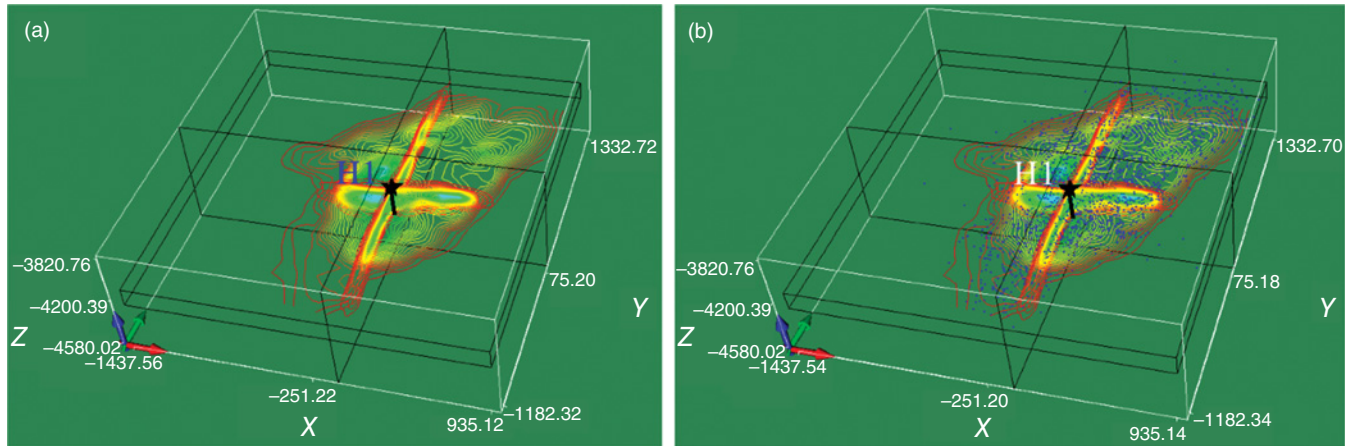 (a)
H1
1332.72
75.20
Y
−3820.76
−4200.39
Z
−4580.02
−1437.56
−251.22
X
935.12
−1182.32
(b)
H1
1332.70
75.18
Y
−3820.76
−4200.39
Z
−4580.02
−1437.54
−251.20
X
935.14
−1182.34